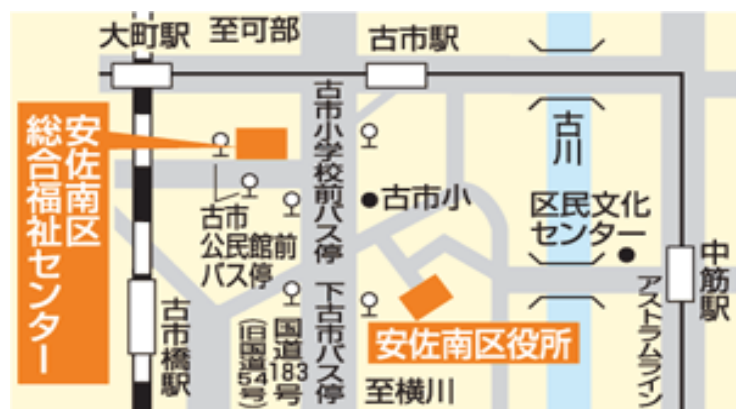 大町駅
至可部
古市駅
安佐南区
総合福祉センター
古市
公民館前
バス停
古市小学校前バス停
古市小
古川
区民文化
センター
中筋駅
アストラムライン
古市橋駅
国道183号
(旧国道54号)
下古市バス停
安佐南区役所
至横川